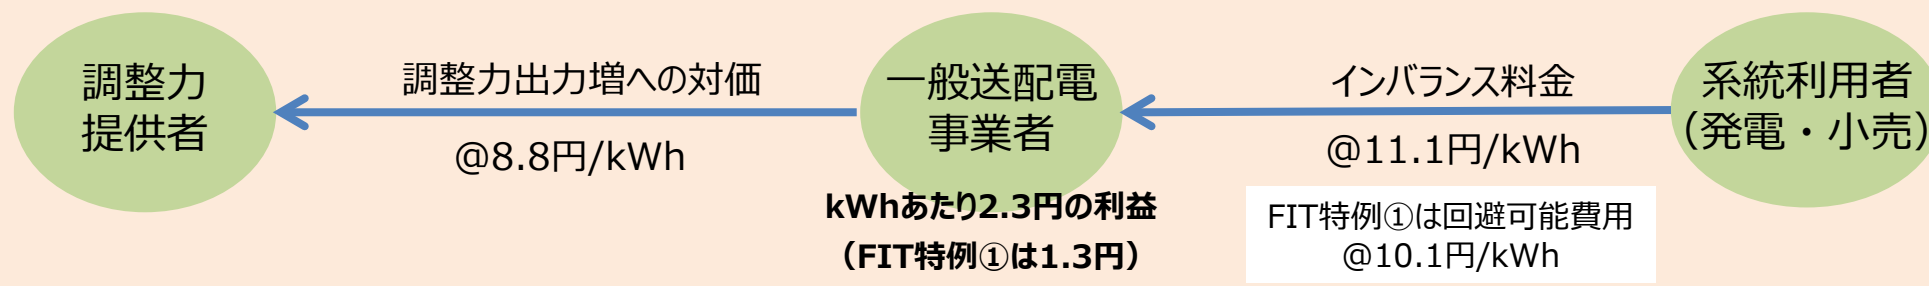 調整力
提供者
調整力出力増への対価
@8.8円/kWh
一般送配電
事業者
kWhあたり2.3円の利益
（FIT特例①は1.3円）
インバランス料金
@11.1円/kWh
FIT特例①は回避可能費用
@10.1円/kWh
系統利用者
（発電・小売）